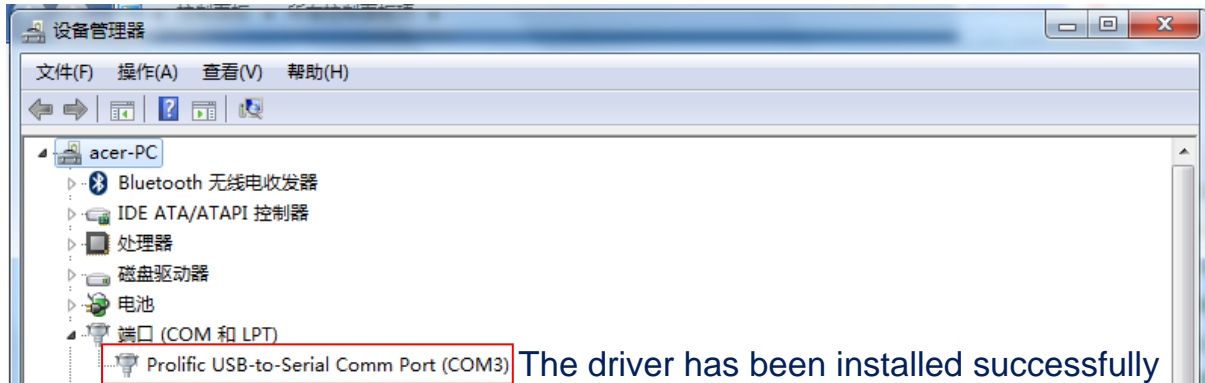 设备管理器
文件(F) 操作(A) 查看(V) 帮助(H)
acer-PC
Bluetooth 无线电收发器
IDE ATA/ATAPI 控制器
处理器
磁盘驱动器
电池
端口 (COM 和 LPT)
Prolific USB-to-Serial Comm Port (COM3) The driver has been installed successfully